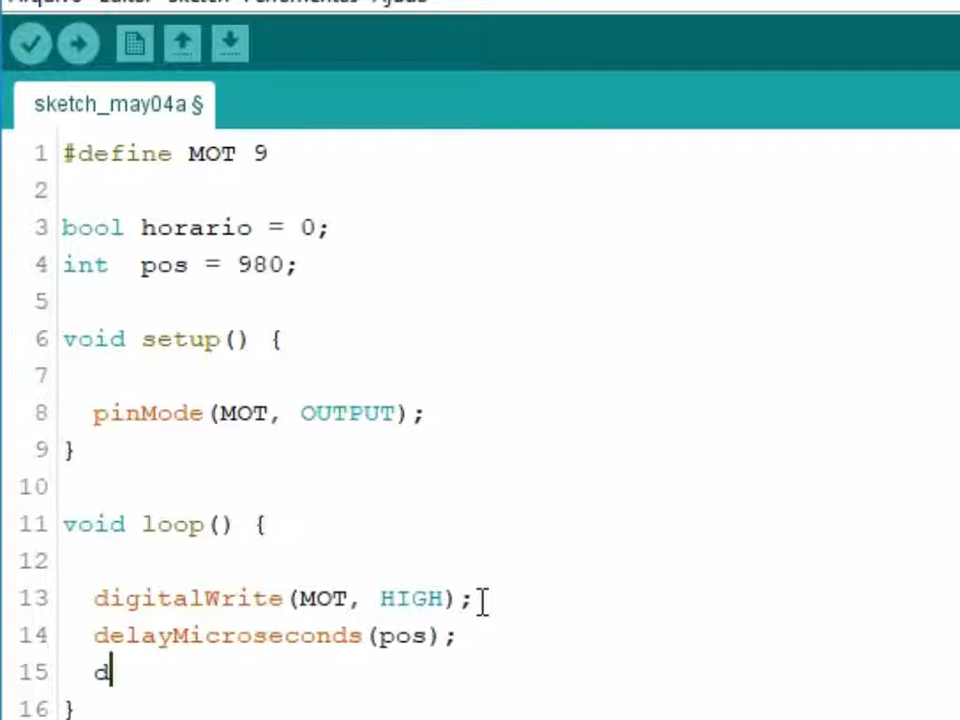 sketch_may04a §
1 #define MOT 9
2
3 bool horario = 0;
4 int  pos = 980;
5
6 void setup() {
7
8   pinMode(MOT, OUTPUT);
9 }
10
11 void loop() {
12
13   digitalWrite(MOT, HIGH);
14   delayMicroseconds(pos);
15   d
16 }